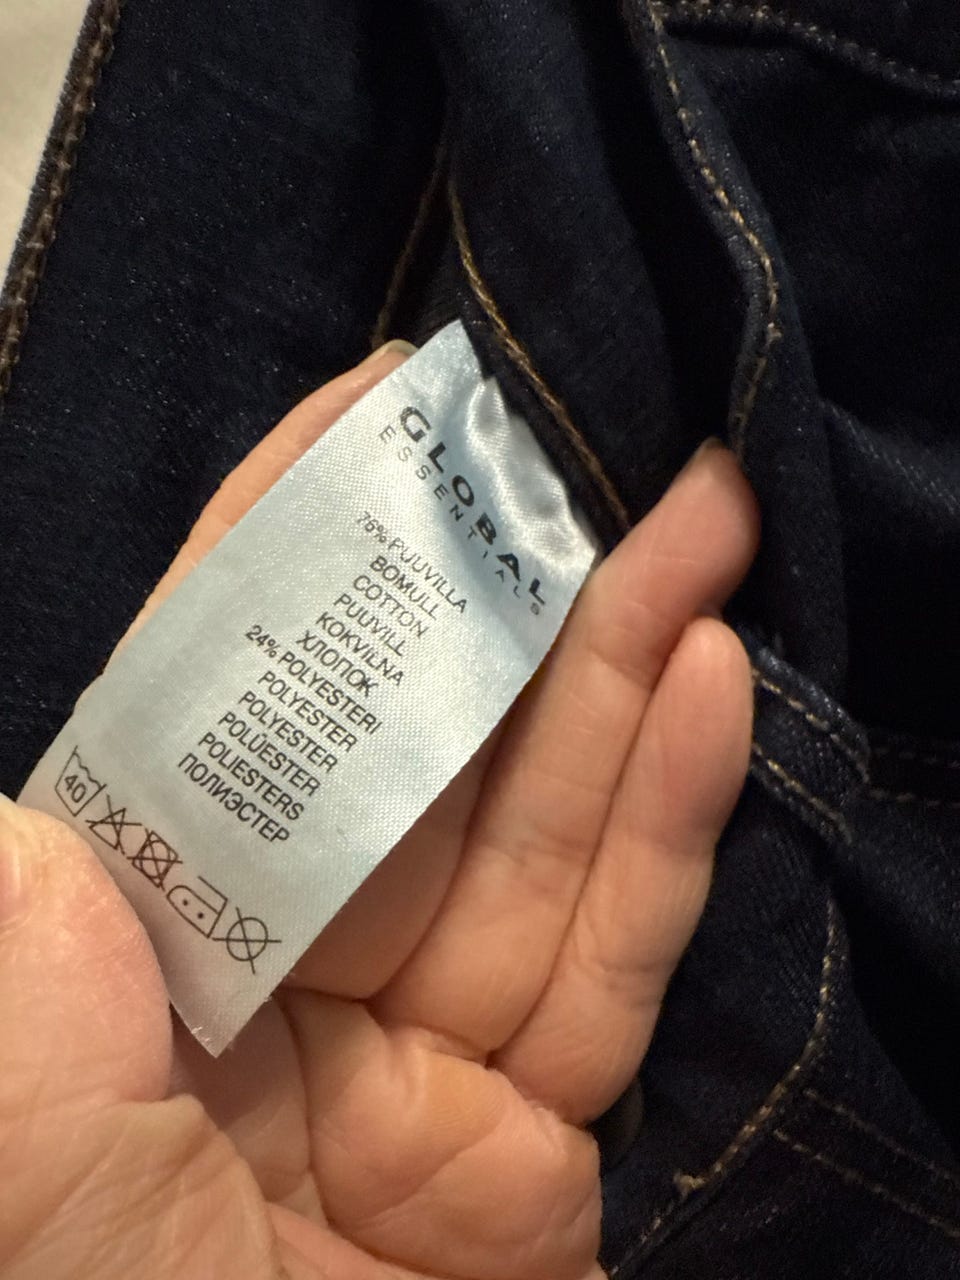 GLOBAL
ESSENTIALS
76% PUUVILLA
BOMULL
COTTON
PUUVILL
KOKVILNA
ХЛОПОК
24% POLYESTERI
POLYESTER
POLYESTER
POLÜESTER
POLIESTERS
ПОЛИЭСТЕР
40